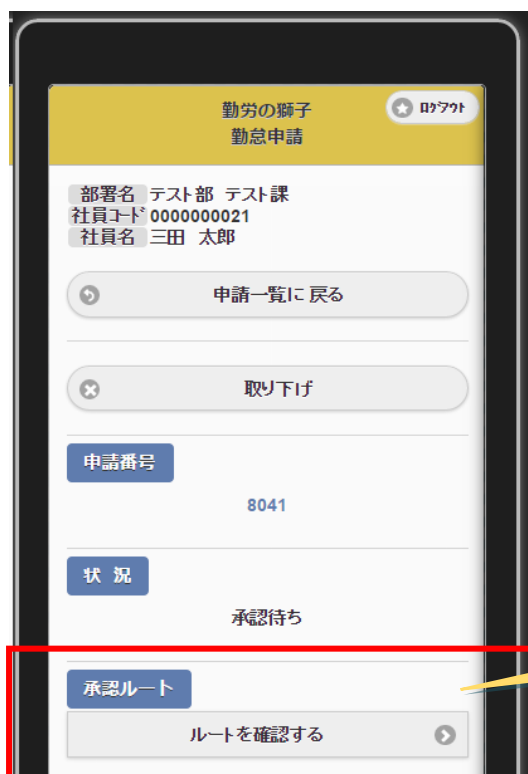 勤労の獅子
ﾛｸﾞｱｳﾄ
勤怠申請
部署名 テスト部 テスト課
社員ｺｰﾄﾞ 0000000021
社員名 三田 太郎
申請一覧に戻る
取り下げ
申請番号
8041
状 況
承認待ち
承認ルート
ルートを確認する